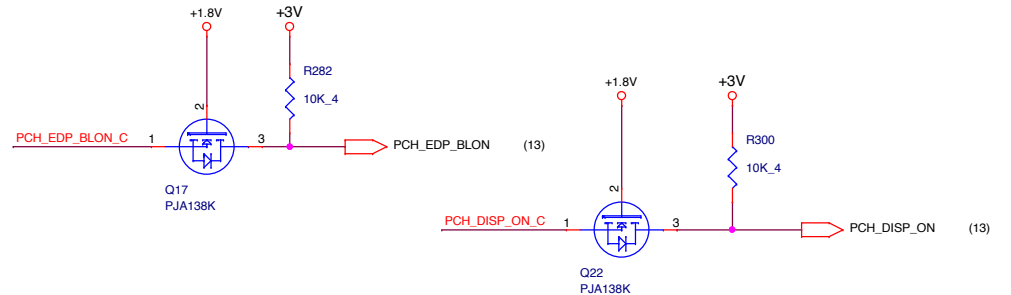 +1.8V
+3V
R282
10K_4
2
PCH_EDP_BLON_C
1
3
PCH_EDP_BLON
(13)
Q17
PJA138K
+1.8V
+3V
R300
10K_4
2
PCH_DISP_ON_C
1
3
PCH_DISP_ON
(13)
Q22
PJA138K